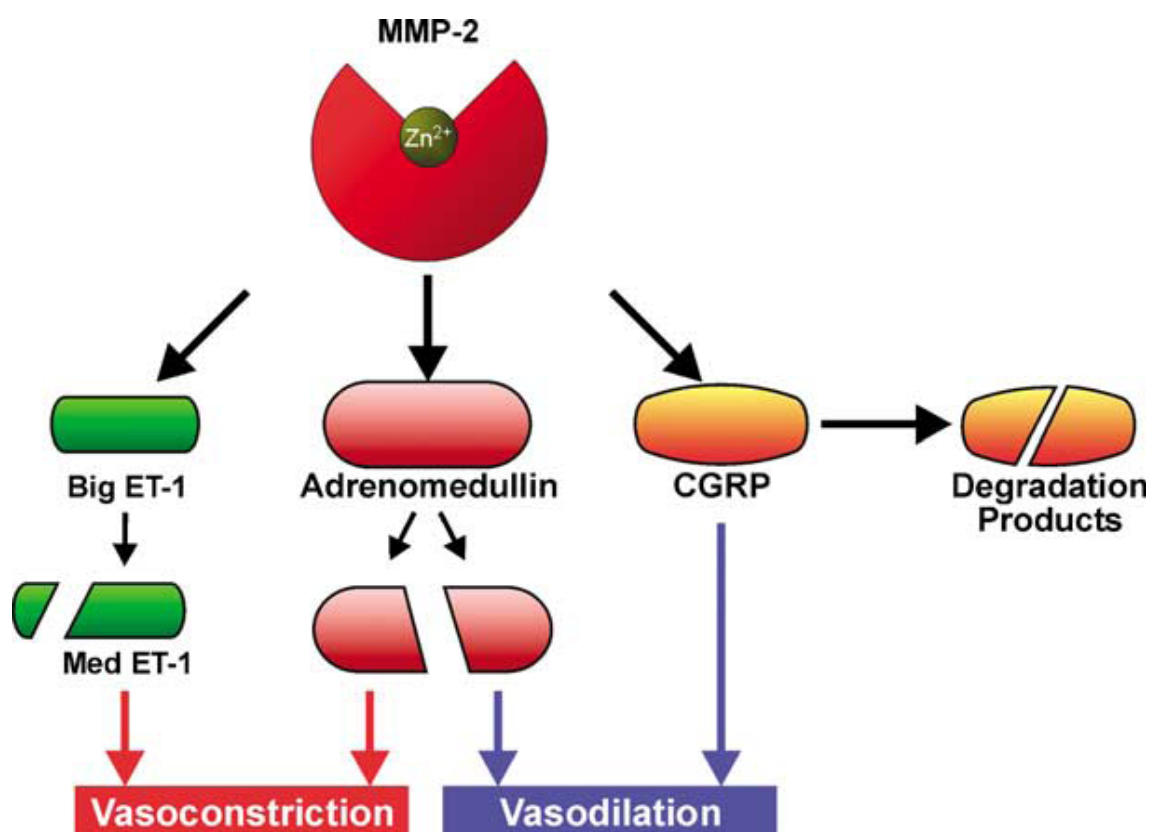 MMP-2
Zn²⁺
Big ET-1
Adrenomedullin
CGRP
Degradation
Products
Med ET-1
Vasoconstriction
Vasodilation